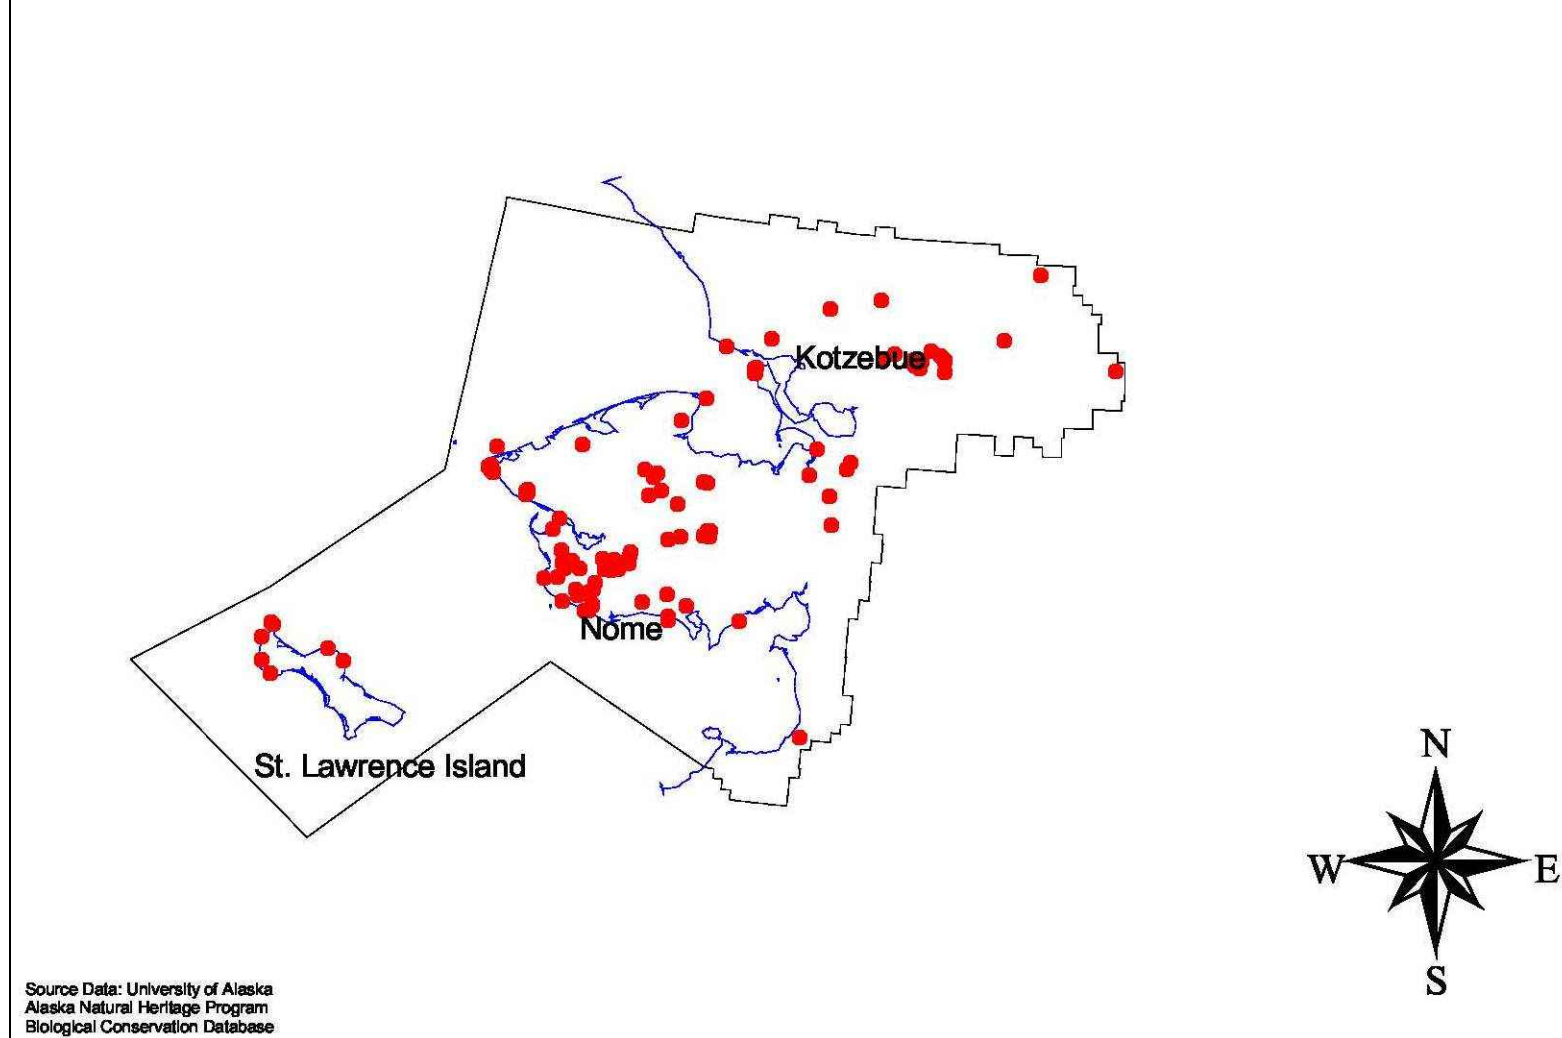 Kotzebue
Nome
St. Lawrence Island
N
W
E
S
Source Data: University of Alaska
Alaska Natural Heritage Program
Biological Conservation Database